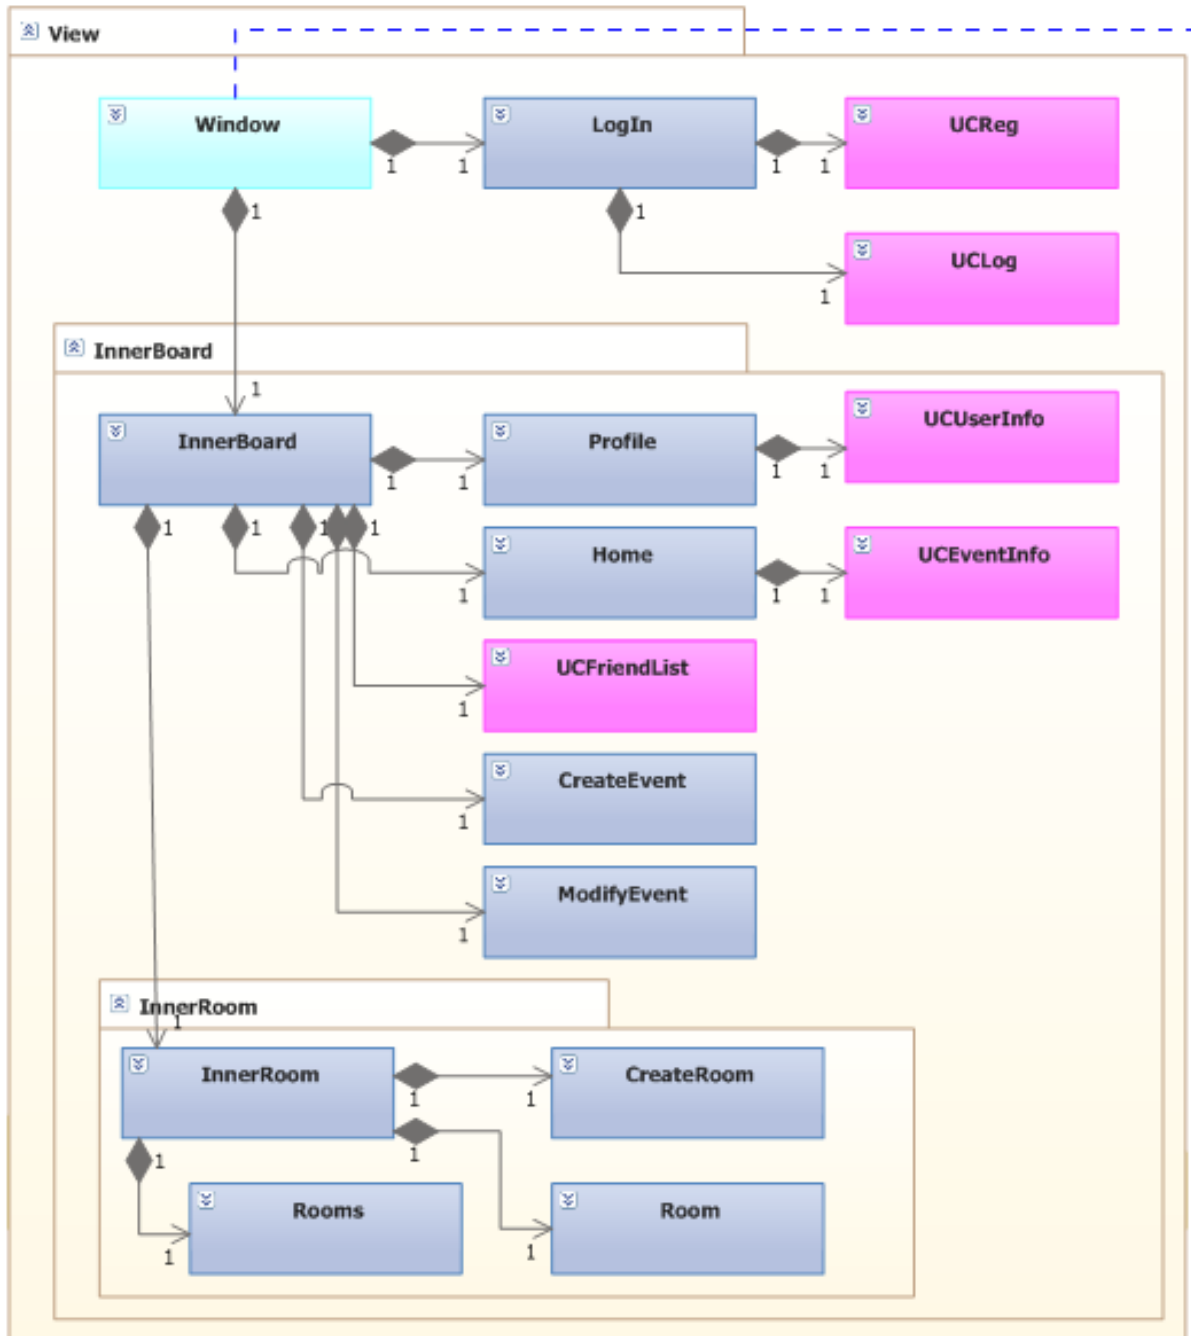 View
Window
LogIn
UCReg
1
1
1
1
1
1
UCLog
1
InnerBoard
1
InnerBoard
Profile
UCUserInfo
1
1
1
1
1
1
1
1
Home
UCEventInfo
1
1
1
UCFriendList
1
CreateEvent
1
ModifyEvent
1
InnerRoom
1
InnerRoom
CreateRoom
1
1
1
1
Rooms
Room
1
1